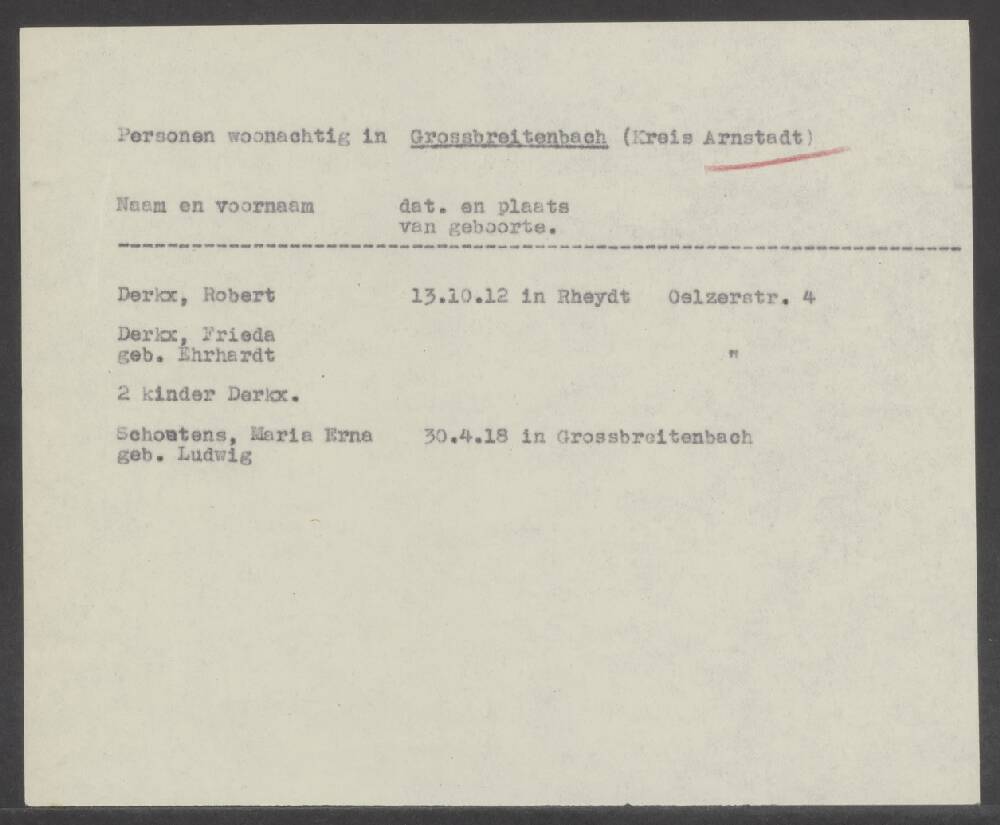 Personen woonachtig in Grossbreitenbach (Kreis Arnstadt)
Naam en voornaam dat. en plaats
van geboorte.
Derkx, Robert 13.10.12 in Rheydt Oelzerstr. 4
Derkx, Frieda
geb. Ehrhardt "
2 kinder Derkx.
Schoutens, Maria Erna 30.4.18 in Grossbreitenbach
geb. Ludwig